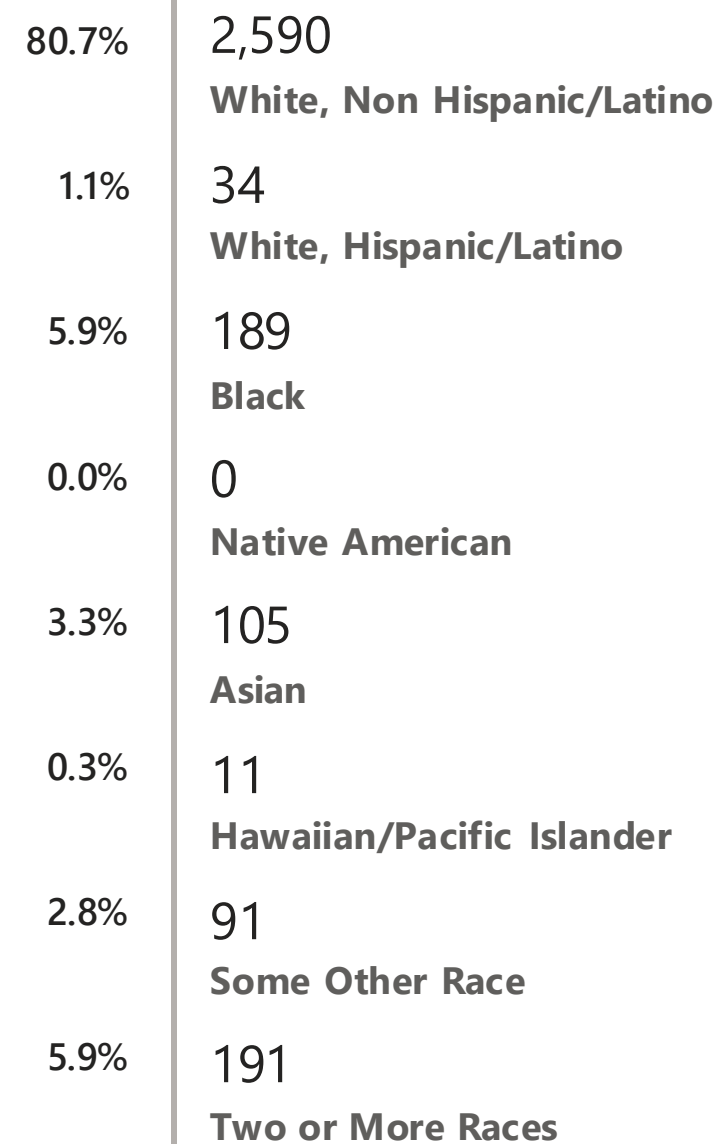 80.7%
2,590
White, Non Hispanic/Latino
1.1%
34
White, Hispanic/Latino
5.9%
189
Black
0.0%
0
Native American
3.3%
105
Asian
0.3%
11
Hawaiian/Pacific Islander
2.8%
91
Some Other Race
5.9%
191
Two or More Races